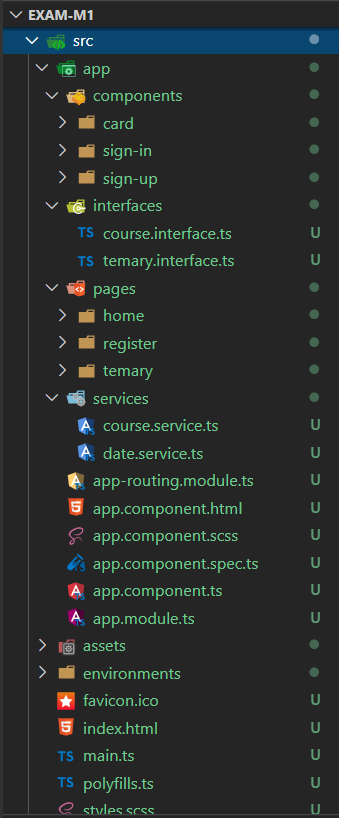 EXAM-M1
src
app
components
card
sign-in
sign-up
interfaces
TS course.interface.ts U
TS temary.interface.ts U
pages
home
register
temary
services
course.service.ts U
date.service.ts U
app-routing.module.ts U
app.component.html U
app.component.scss U
app.component.spec.ts U
app.component.ts U
app.module.ts U
assets
environments
favicon.ico U
index.html U
TS main.ts U
TS polyfills.ts U
styles.scss U